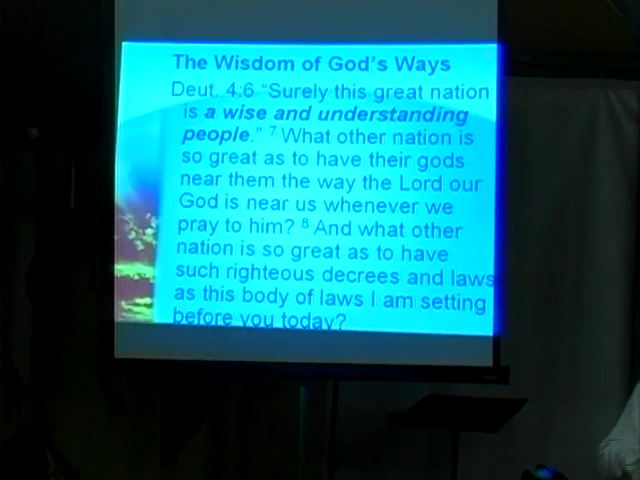 The Wisdom of God's Ways
Deut. 4:6 "Surely this great nation
is a wise and understanding
people." 7 What other nation is
so great as to have their gods
near them the way the Lord our
God is near us whenever we
pray to him? 8 And what other
nation is so great as to have
such righteous decrees and laws
as this body of laws I am setting
before you today?